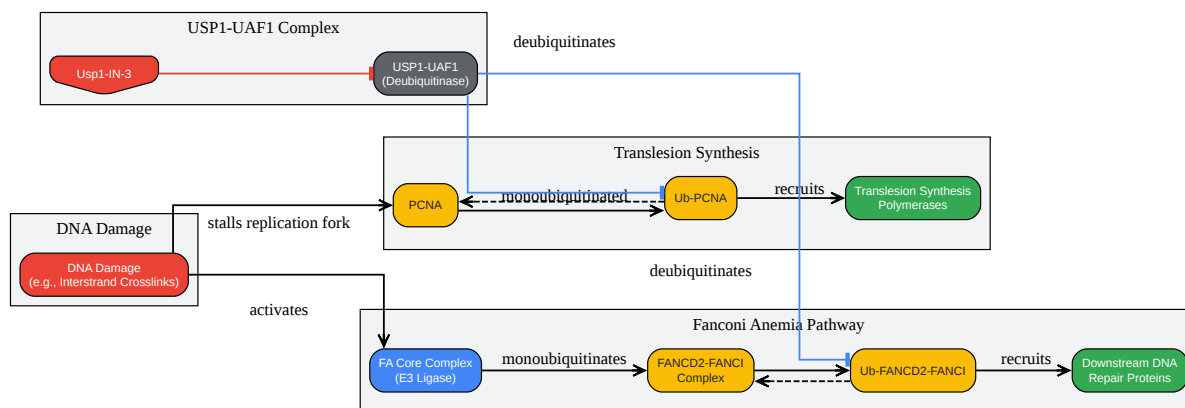 USP1-UAF1 Complex
deubiquitinates
Usp1-IN-3
USP1-UAF1
(Deubiquitinase)
Translesion Synthesis
PCNA
monoubiquitinated
Ub-PCNA
recruits
Translesion Synthesis
Polymerases
DNA Damage
stalls replication fork
DNA Damage
(e.g., Interstrand Crosslinks)
deubiquitinates
activates
Fanconi Anemia Pathway
FA Core Complex
(E3 Ligase)
monoubiquitinates
FANCD2-FANCI
Complex
Ub-FANCD2-FANCI
recruits
Downstream DNA
Repair Proteins